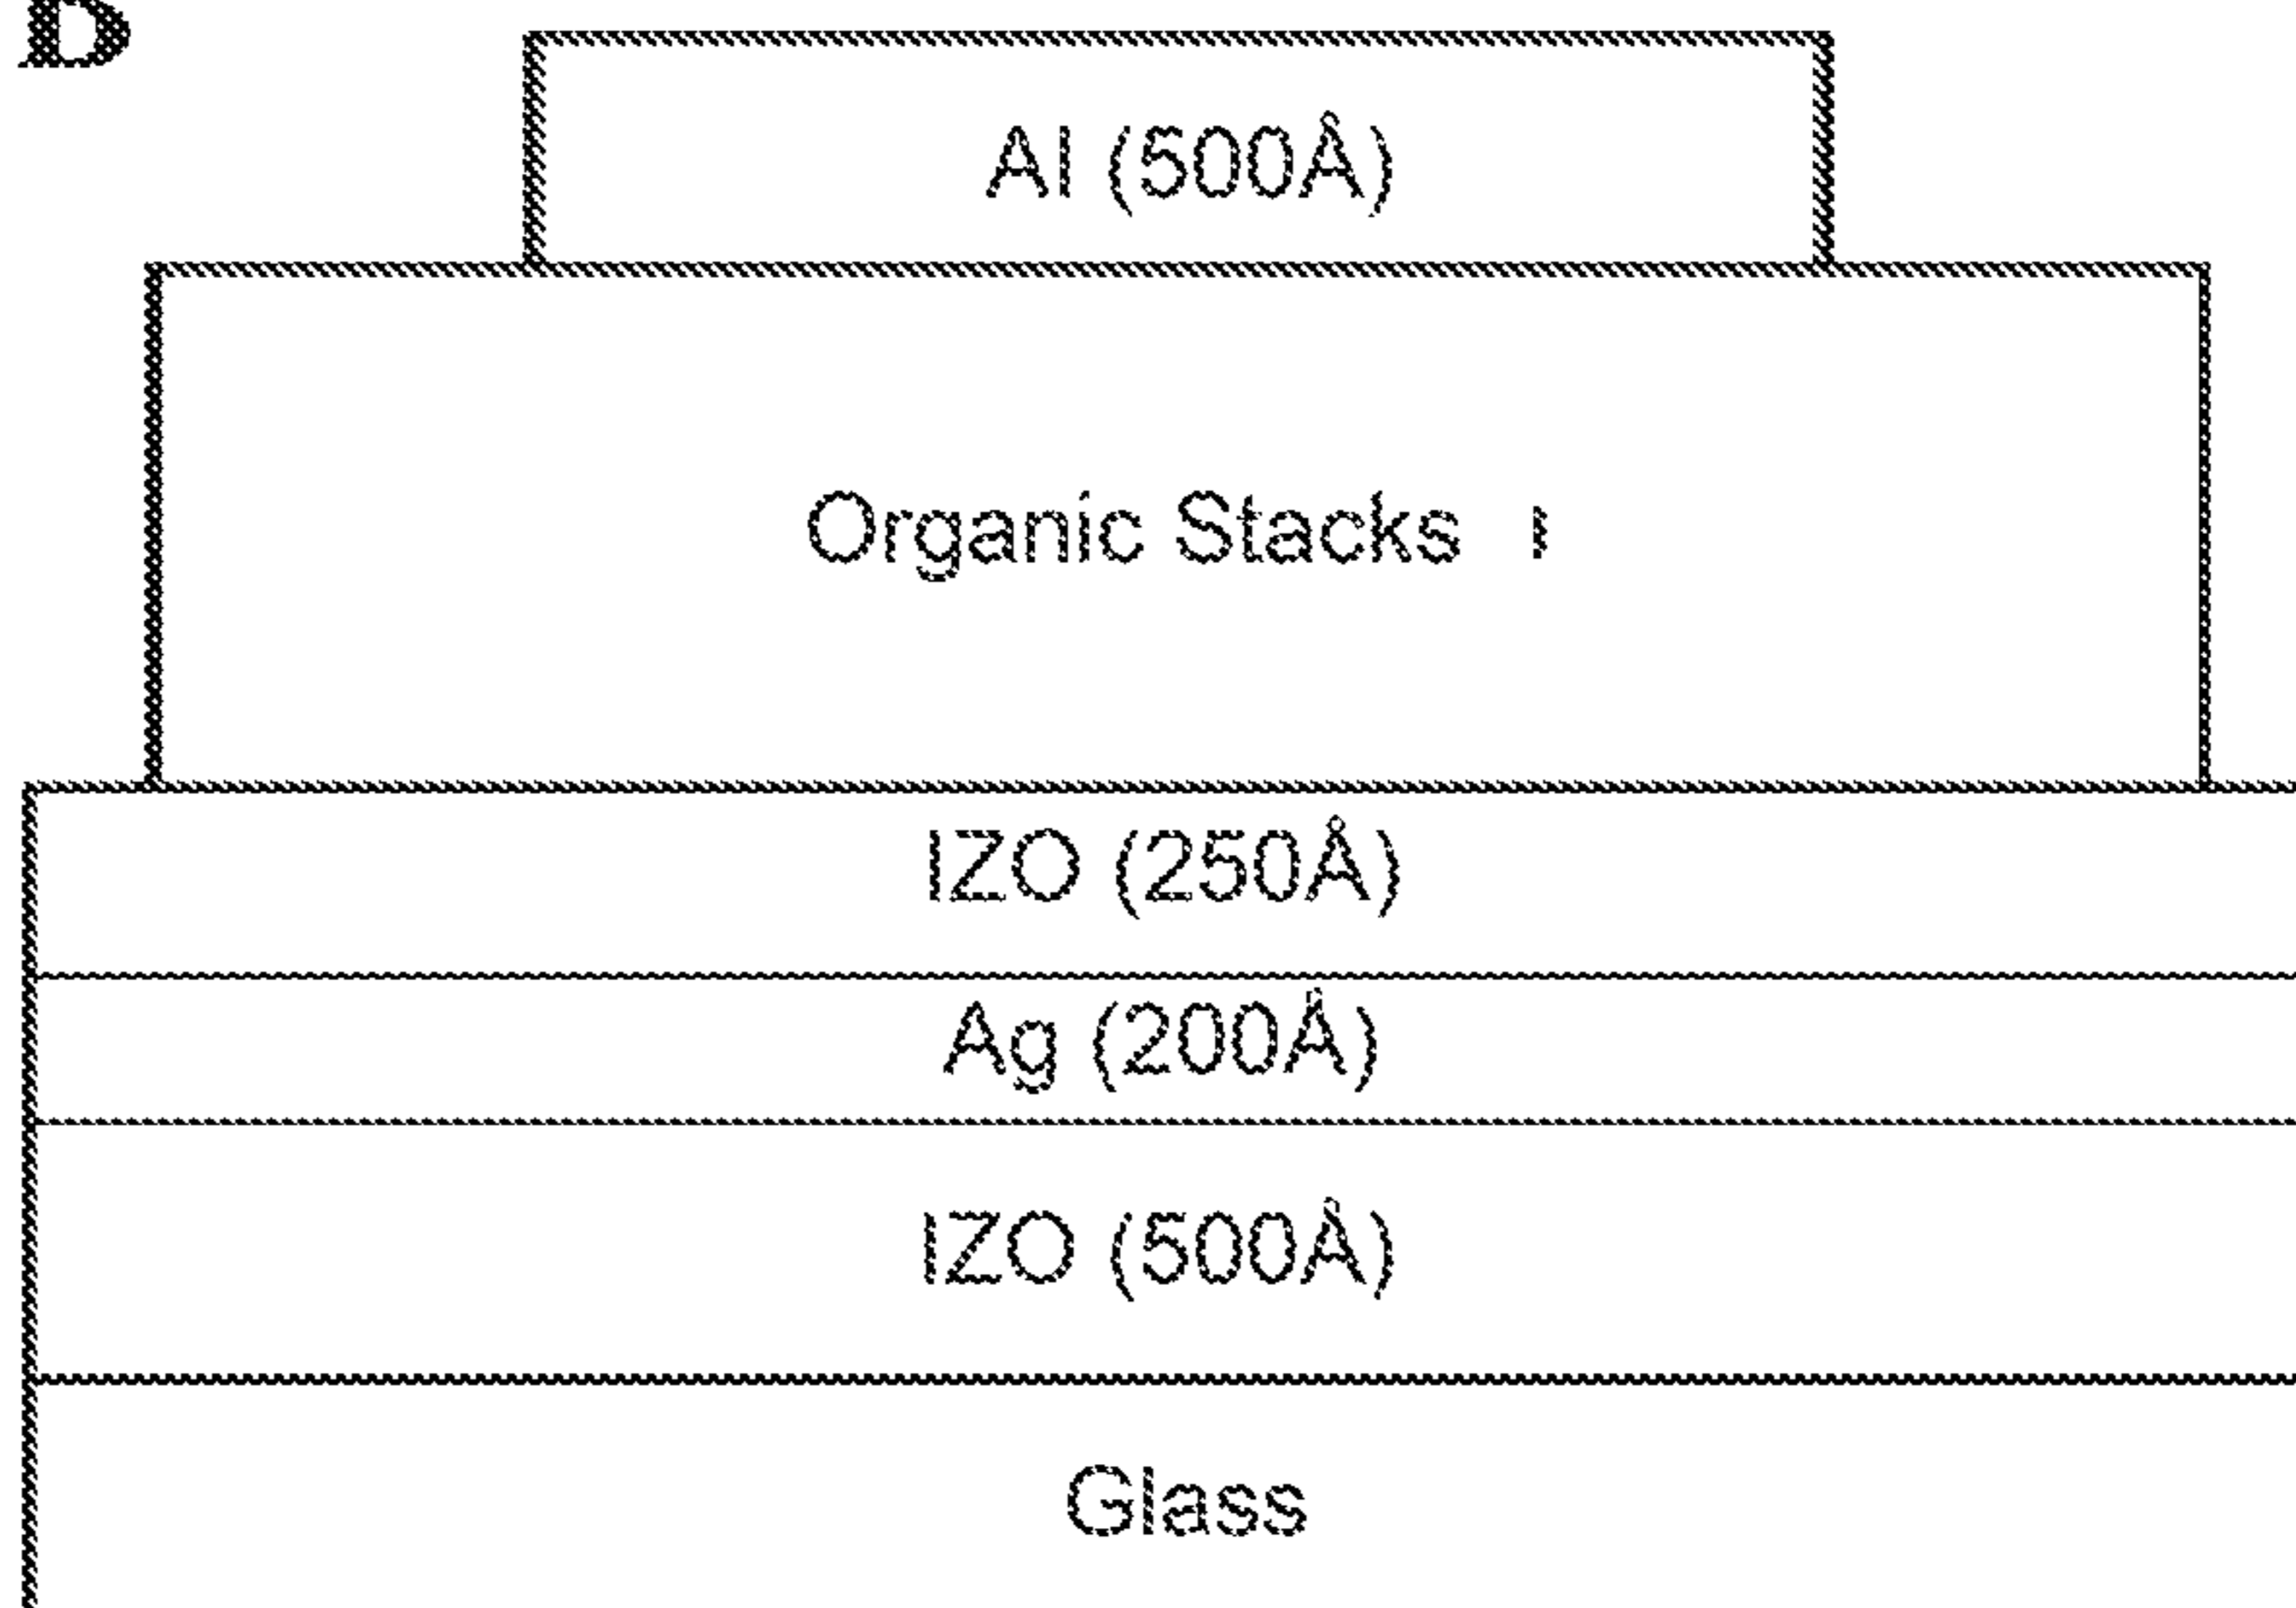 Al (500Å)
Organic Stacks I
IZO (250Å)
Ag (200Å)
IZO (500Å)
Glass